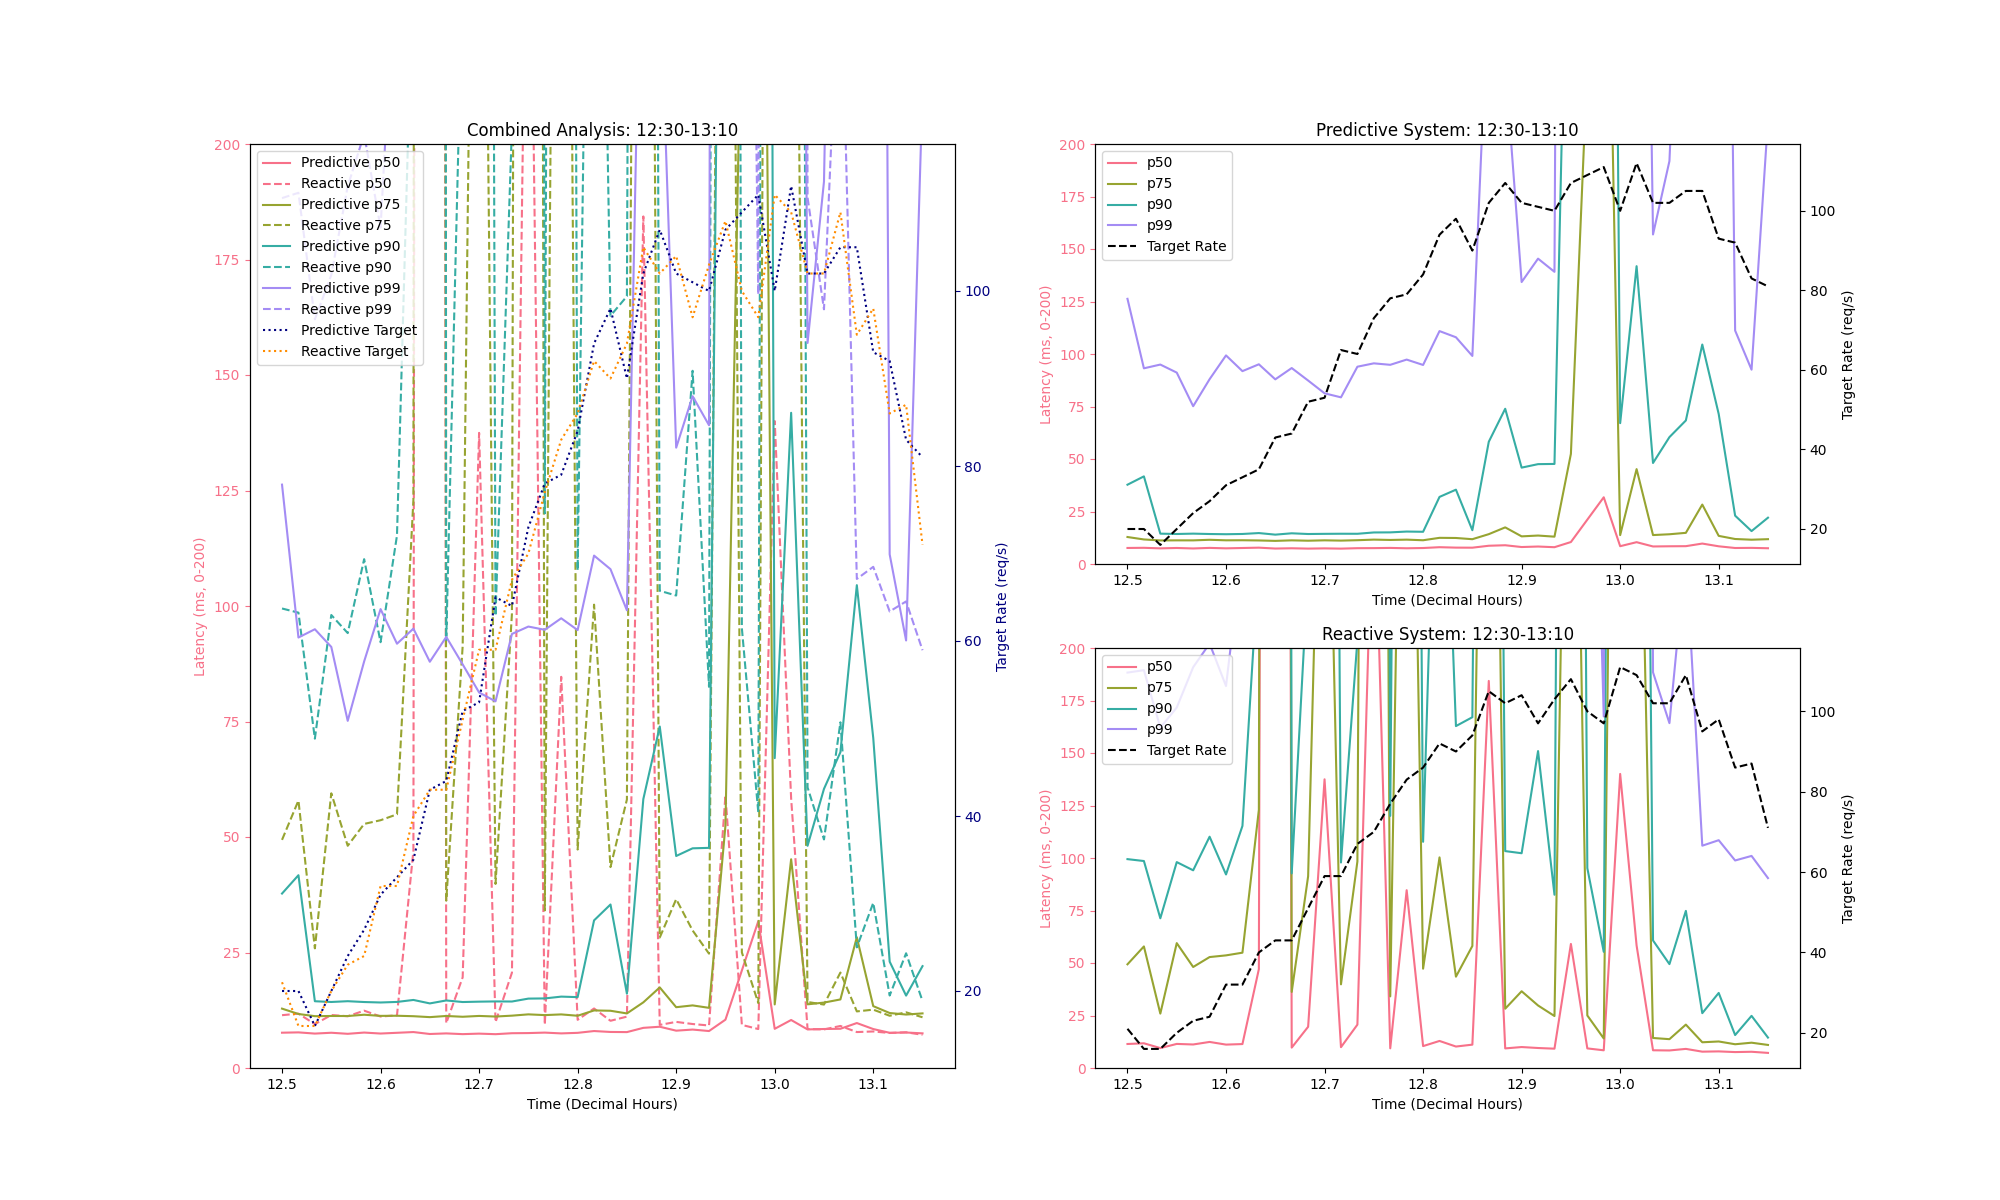 Combined Analysis: 12:30-13:10
Latency (ms, 0-200)
200
175
150
125
100
75
50
25
0
Predictive p50
Reactive p50
Predictive p75
Reactive p75
Predictive p90
Reactive p90
Predictive p99
Reactive p99
Predictive Target
Reactive Target
100
80
60
40
20
Target Rate (req/s)
12.5 12.6 12.7 12.8 12.9 13.0 13.1
Time (Decimal Hours)
Predictive System: 12:30-13:10
Latency (ms, 0-200)
200
175
150
125
100
75
50
25
0
p50
p75
p90
p99
Target Rate
100
80
60
40
20
Target Rate (req/s)
12.5 12.6 12.7 12.8 12.9 13.0 13.1
Time (Decimal Hours)
Reactive System: 12:30-13:10
Latency (ms, 0-200)
200
175
150
125
100
75
50
25
0
p50
p75
p90
p99
Target Rate
100
80
60
40
20
Target Rate (req/s)
12.5 12.6 12.7 12.8 12.9 13.0 13.1
Time (Decimal Hours)